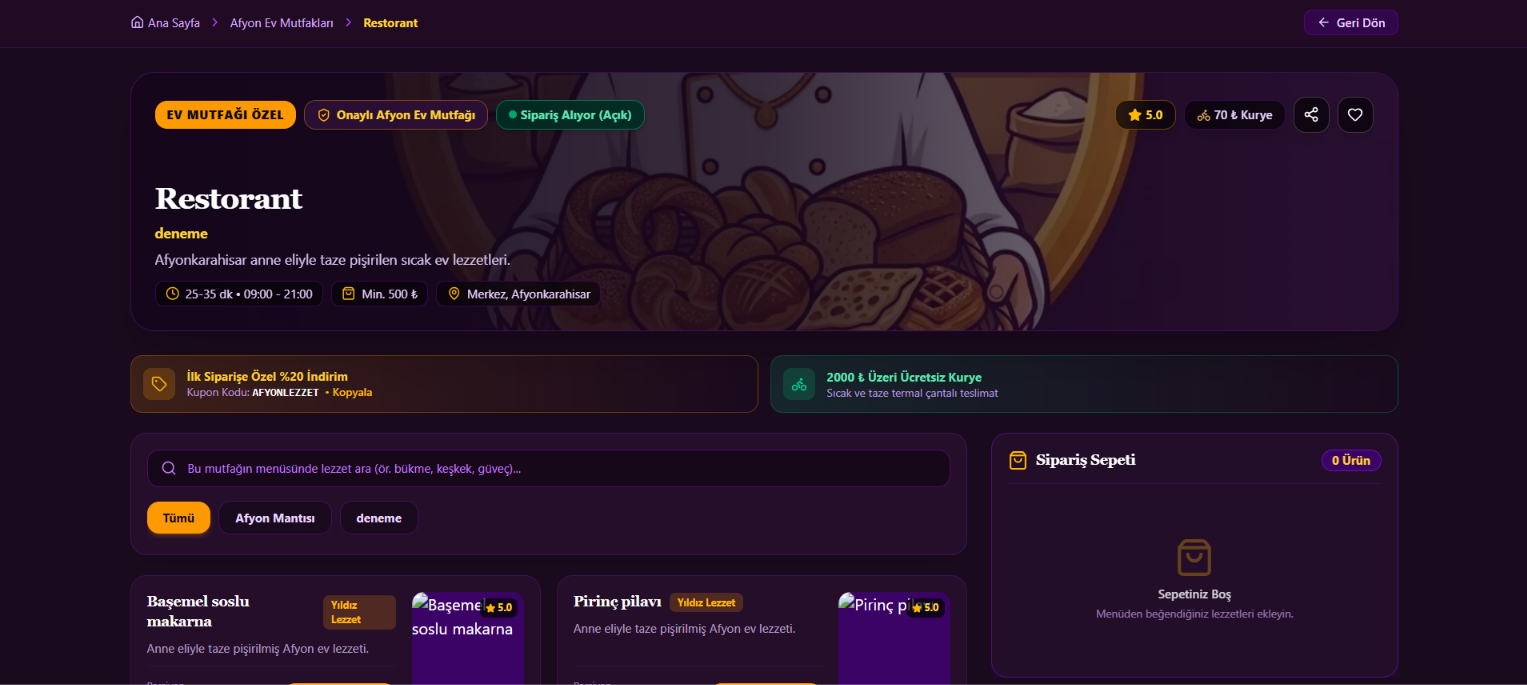 Ana Sayfa > Afyon Ev Mutfakları > Restorant
Geri Dön
EV MUTFAĞI ÖZEL
Onaylı Afyon Ev Mutfağı
Sipariş Alıyor (Açık)
5.0
70 ₺ Kurye
Restorant
deneme
Afyonkarahisar anne eliyle taze pişirilen sıcak ev lezzetleri.
25-35 dk • 09:00 - 21:00
Min. 500 ₺
Merkez, Afyonkarahisar
İlk Siparişe Özel %20 İndirim
Kupon Kodu: AFYONLEZZET • Kopyala
2000 ₺ Üzeri Ücretsiz Kurye
Sıcak ve taze termal çantalı teslimat
Bu mutfağın menüsünde lezzet ara (ör. bükme, keşkek, güveç)...
Tümü
Afyon Mantısı
deneme
Sipariş Sepeti
0 Ürün
Sepetiniz Boş
Menüden beğendiğiniz lezzetleri ekleyin.
Başemel soslu
makarna
Yıldız
Lezzet
Anne eliyle taze pişirilmiş Afyon ev lezzeti.
Başeme
soslu makarna
5.0
Pirinç pilavı
Yıldız Lezzet
Anne eliyle taze pişirilmiş Afyon ev lezzeti.
Pirinç
5.0